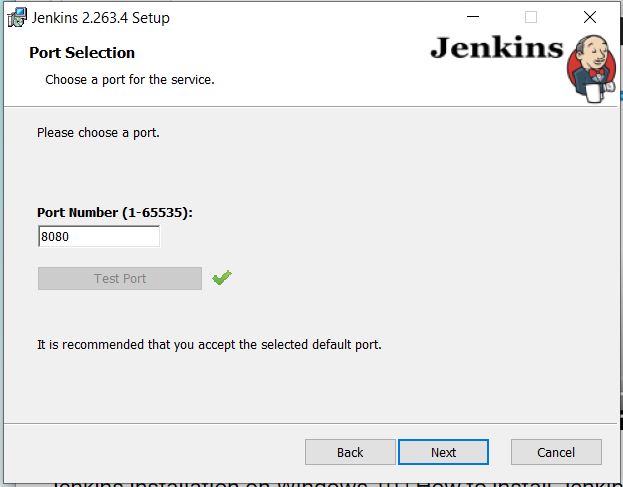 Jenkins 2.263.4 Setup
Port Selection
Jenkins
Choose a port for the service.
Please choose a port.
Port Number (1-65535):
8080
Test Port
It is recommended that you accept the selected default port.
Back
Next
Cancel
Jenkins Installation on Windows 10 | How to Install Jenkins